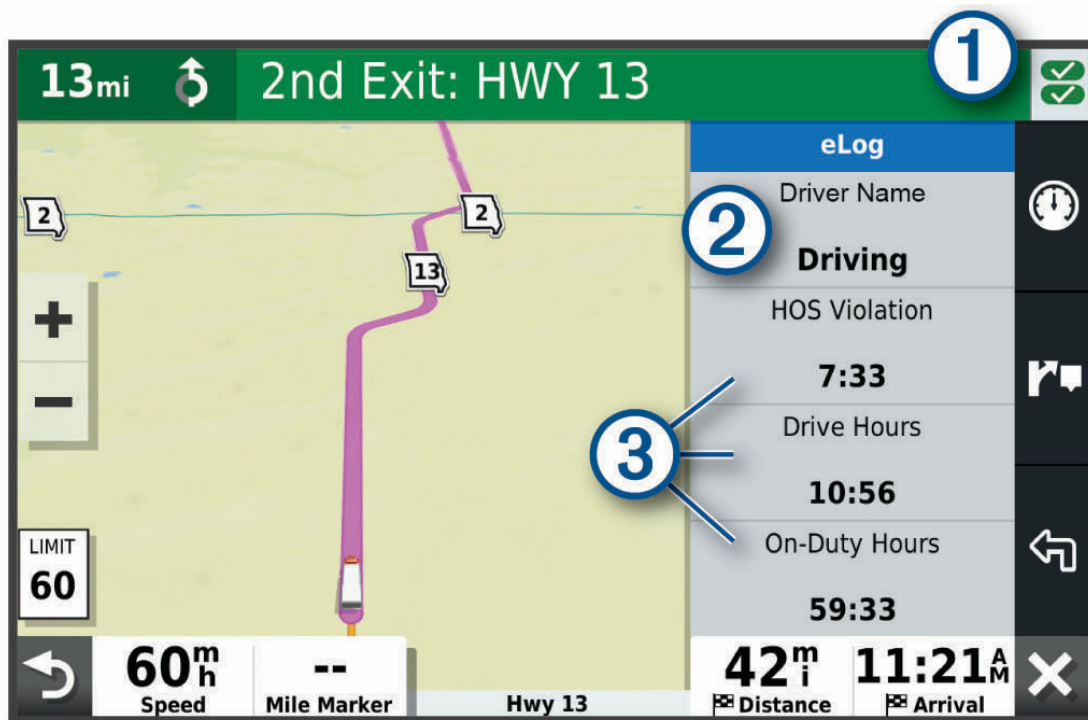 13mi
2nd Exit: HWY 13
1
eLog
Driver Name
2
2
2
Driving
13
HOS Violation
+
7:33
−
Drive Hours
3
10:56
LIMIT
60
On-Duty Hours
59:33
60mh
Speed
--
Mile Marker
Hwy 13
42mi
Distance
11:21AM
Arrival